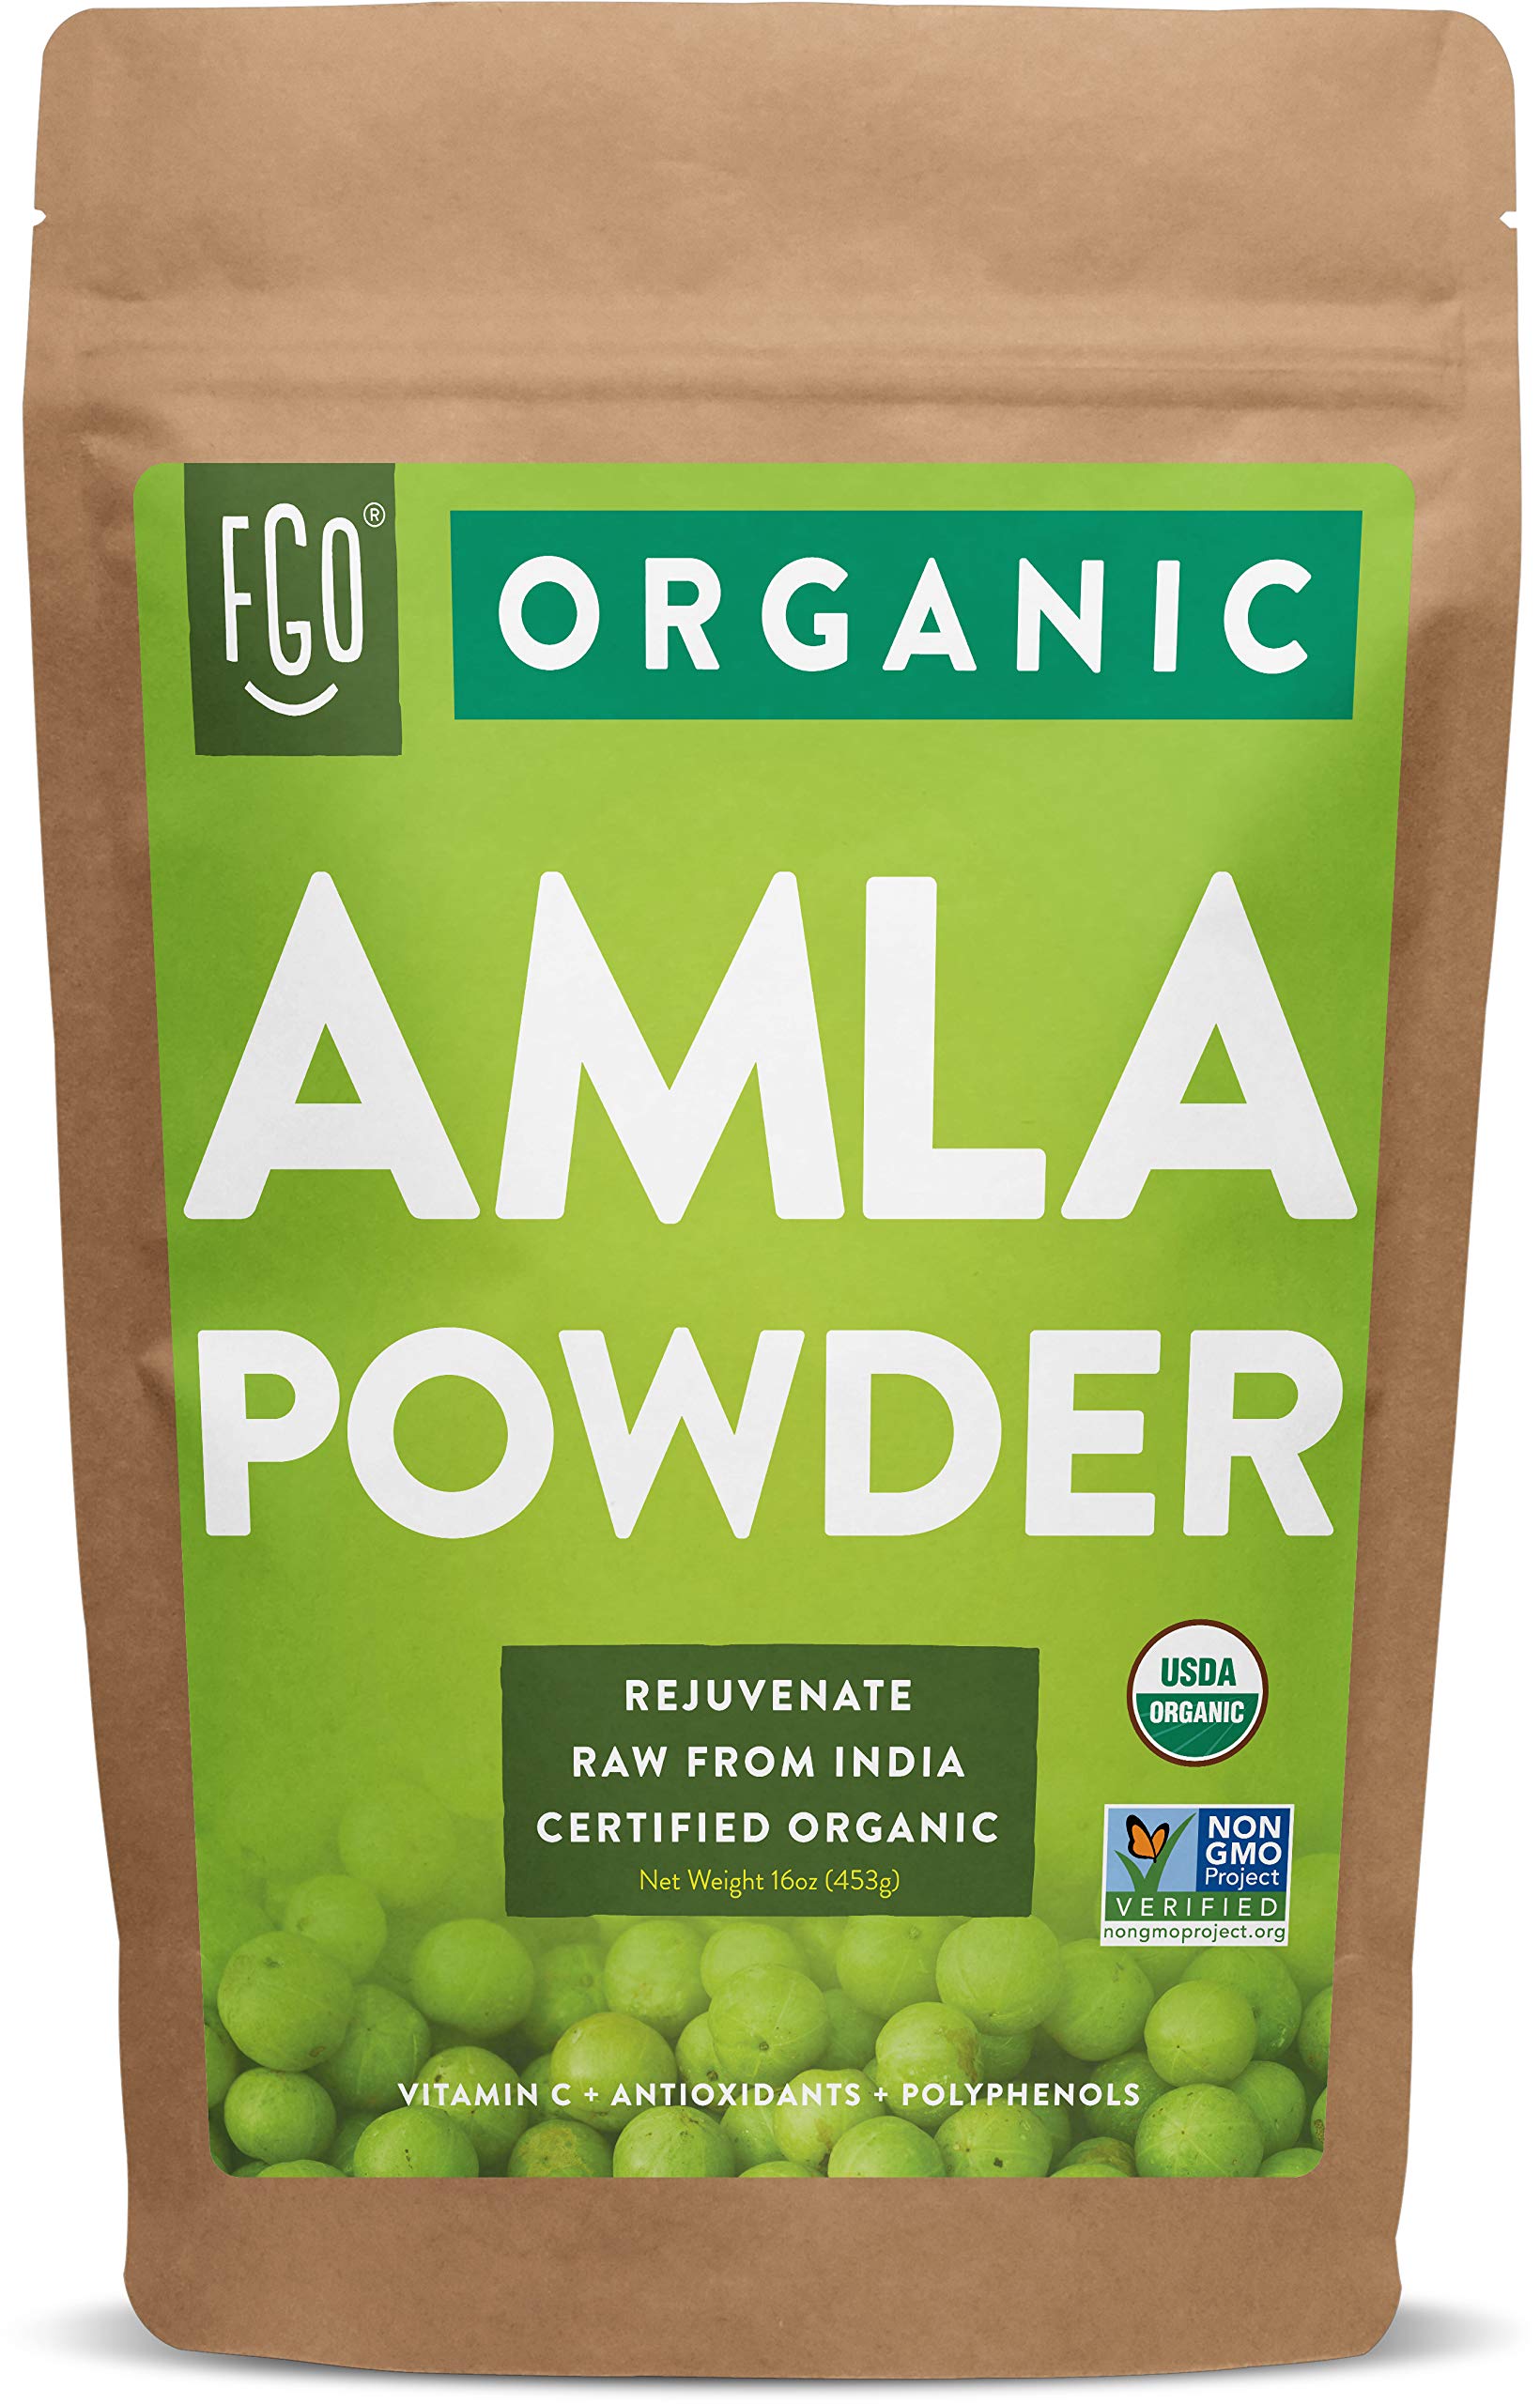 FGO®
ORGANIC
AMLA
POWDER
REJUVENATE
RAW FROM INDIA
CERTIFIED ORGANIC
Net Weight 16oz (453g)
USDA
ORGANIC
NON
GMO
Project
VERIFIED
nongmoproject.org
VITAMIN C + ANTIOXIDANTS + POLYPHENOLS